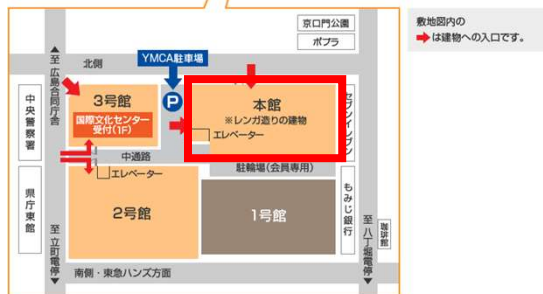 京口門公園
ポプラ
敷地図内の
➡は建物への入口です。
▲至 広島合同庁舎
北側
YMCA駐車場
中央警察署
3号館
国際文化センター
受付(1F)
P
本館
※レンガ造りの建物
エレベーター
セブンイレブン
中通路
エレベーター
駐輪場(会員専用)
県庁東館
2号館
1号館
もみじ銀行
至 立町電停▼
至 八丁堀電停▼
珈琲館
南側・東急ハンズ方面